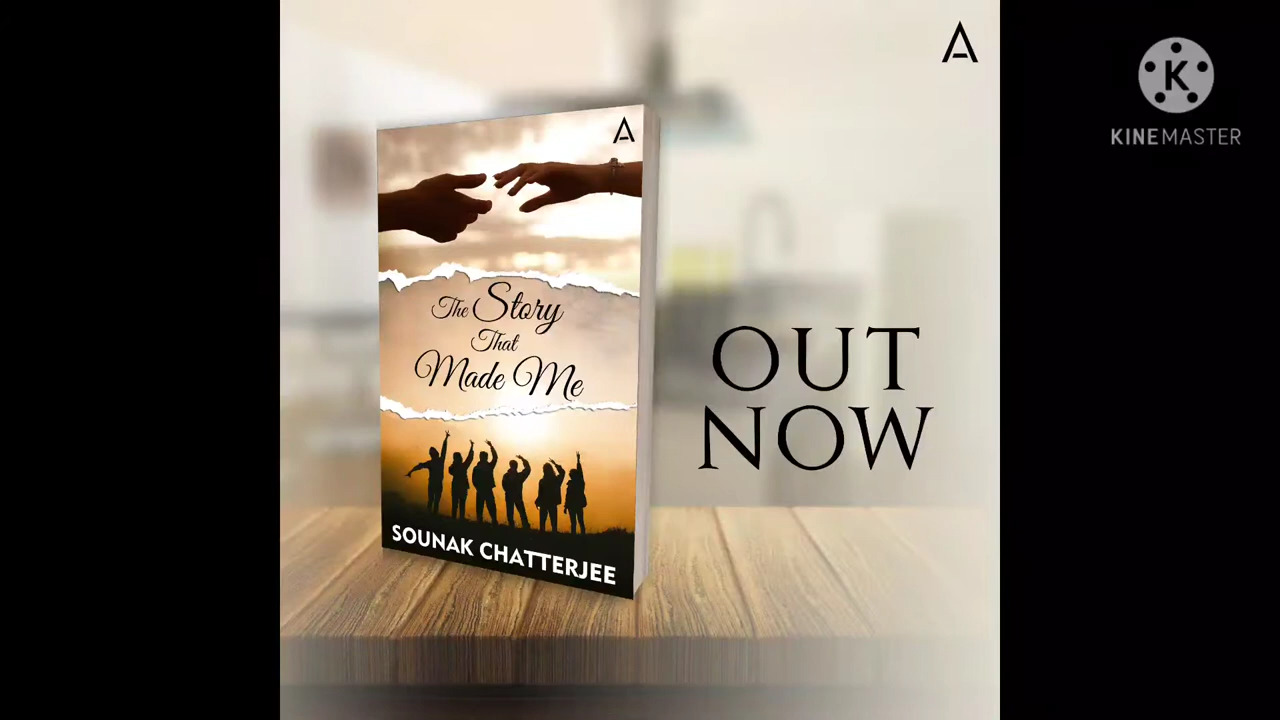 The Story
That
Made Me
SOUNAK CHATTERJEE
OUT
NOW
K
KINEMASTER